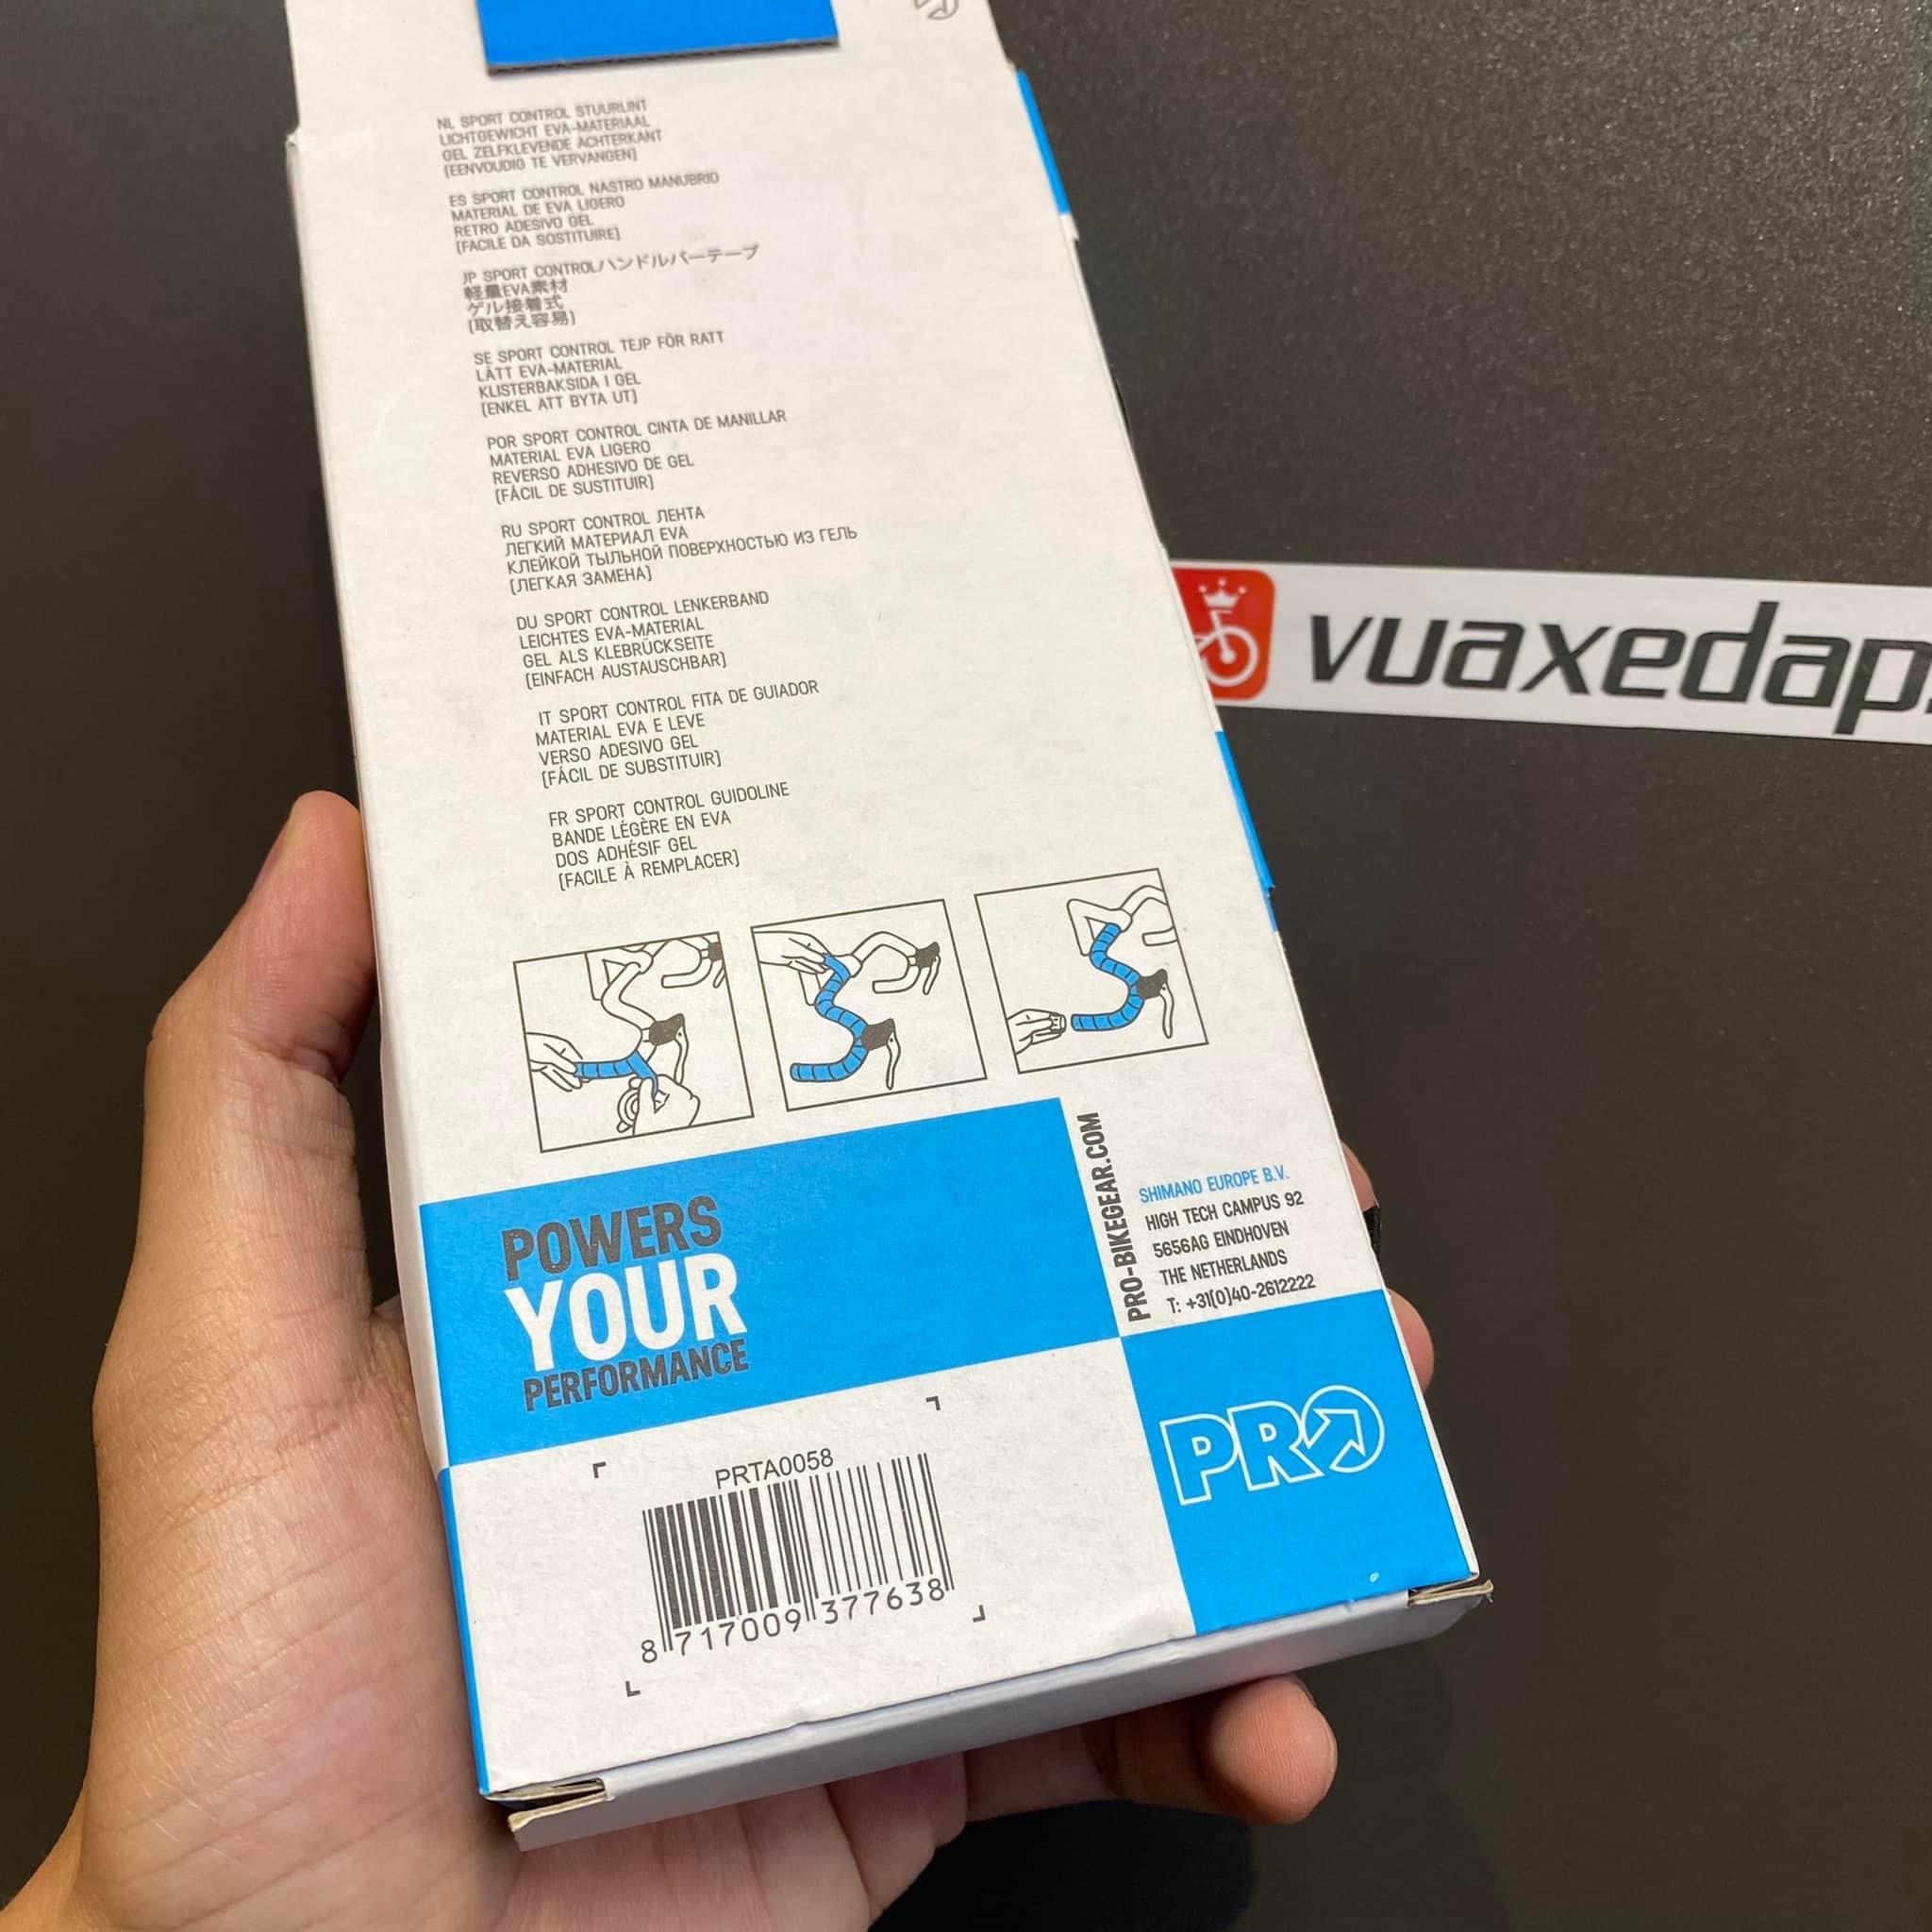 NL SPORT CONTROL STUURLINT
LICHTGEWICHT EVA-MATERIAAL
GEL ZELFKLEVENDE ACHTERKANT
[EENVOUDIG TE VERVANGEN]
ES SPORT CONTROL NASTRO MANUBRIO
MATERIAL DE EVA LIGERO
RETRO ADESIVO GEL
[FACILE DA SOSTITUIRE]
JP SPORT CONTROLハンドルバーテープ
軽量EVA素材
ゲル接着式
[取替え容易]
SE SPORT CONTROL TEJP FÖR RATT
LÄTT EVA-MATERIAL
KLISTERBAKSIDA I GEL
[ENKEL ATT BYTA UT]
POR SPORT CONTROL CINTA DE MANILLAR
MATERIAL EVA LIGERO
REVERSO ADHESIVO DE GEL
[FÁCIL DE SUSTITUIR]
RU SPORT CONTROL ЛЕНТА
ЛЕГКИЙ МАТЕРИАЛ EVA
КЛЕЙКОЙ ТЫЛЬНОЙ ПОВЕРХНОСТЬЮ ИЗ ГЕЛЬ
[ЛЕГКАЯ ЗАМЕНА]
DU SPORT CONTROL LENKERBAND
LEICHTES EVA-MATERIAL
GEL ALS KLEBRÜCKSEITE
[EINFACH AUSTAUSCHBAR]
IT SPORT CONTROL FITA DE GUIADOR
MATERIAL EVA E LEVE
VERSO ADESIVO GEL
[FÁCIL DE SUBSTITUIR]
FR SPORT CONTROL GUIDOLINE
BANDE LÉGÈRE EN EVA
DOS ADHÉSIF GEL
[FACILE À REMPLACER]
vuaxedap
POWERS
YOUR
PERFORMANCE
PRO-BIKEGEAR.COM
SHIMANO EUROPE B.V.
HIGH TECH CAMPUS 92
5656AG EINDHOVEN
THE NETHERLANDS
T: +31(0)40-2612222
PRO
PRTA0058
8 717009 377638